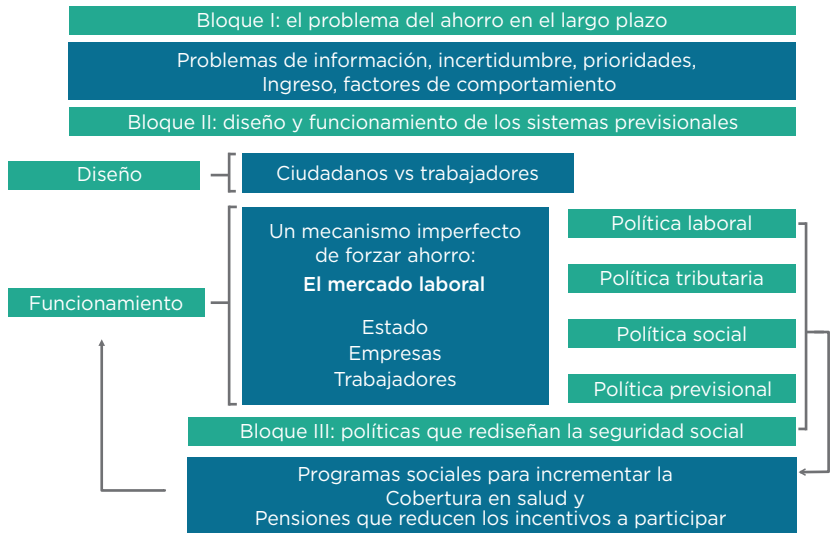 Bloque I: el problema del ahorro en el largo plazo
Problemas de información, incertidumbre, prioridades,
Ingreso, factores de comportamiento
Bloque II: diseño y funcionamiento de los sistemas previsionales
Diseño
Ciudadanos vs trabajadores
Funcionamiento
Un mecanismo imperfecto
de forzar ahorro:
El mercado laboral
Estado
Empresas
Trabajadores
Política laboral
Política tributaria
Política social
Política previsional
Bloque III: políticas que rediseñan la seguridad social
Programas sociales para incrementar la
Cobertura en salud y
Pensiones que reducen los incentivos a participar